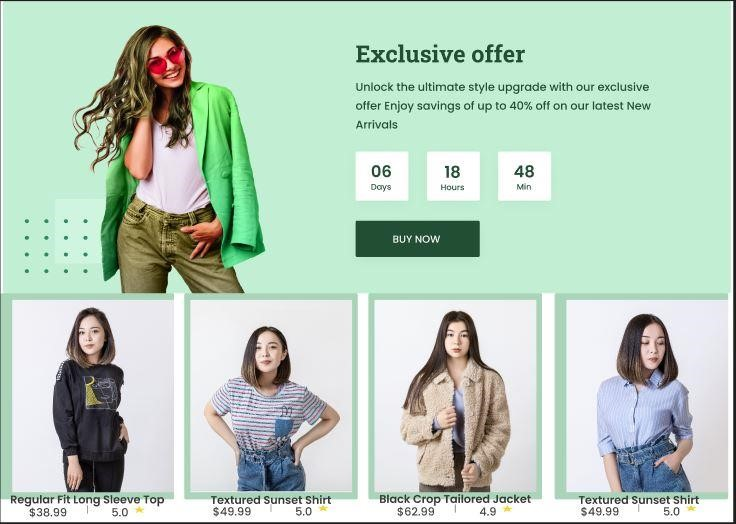 Exclusive offer
Unlock the ultimate style upgrade with our exclusive
offer Enjoy savings of up to 40% off on our latest New
Arrivals
06 18 48
Days Hours Min
BUY NOW
Regular Fit Long Sleeve Top Textured Sunset Shirt Black Crop Tailored Jacket Textured Sunset Shirt
$38.99 | 5.0 $49.99 | 5.0 $62.99 | 4.9 $49.99 | 5.0